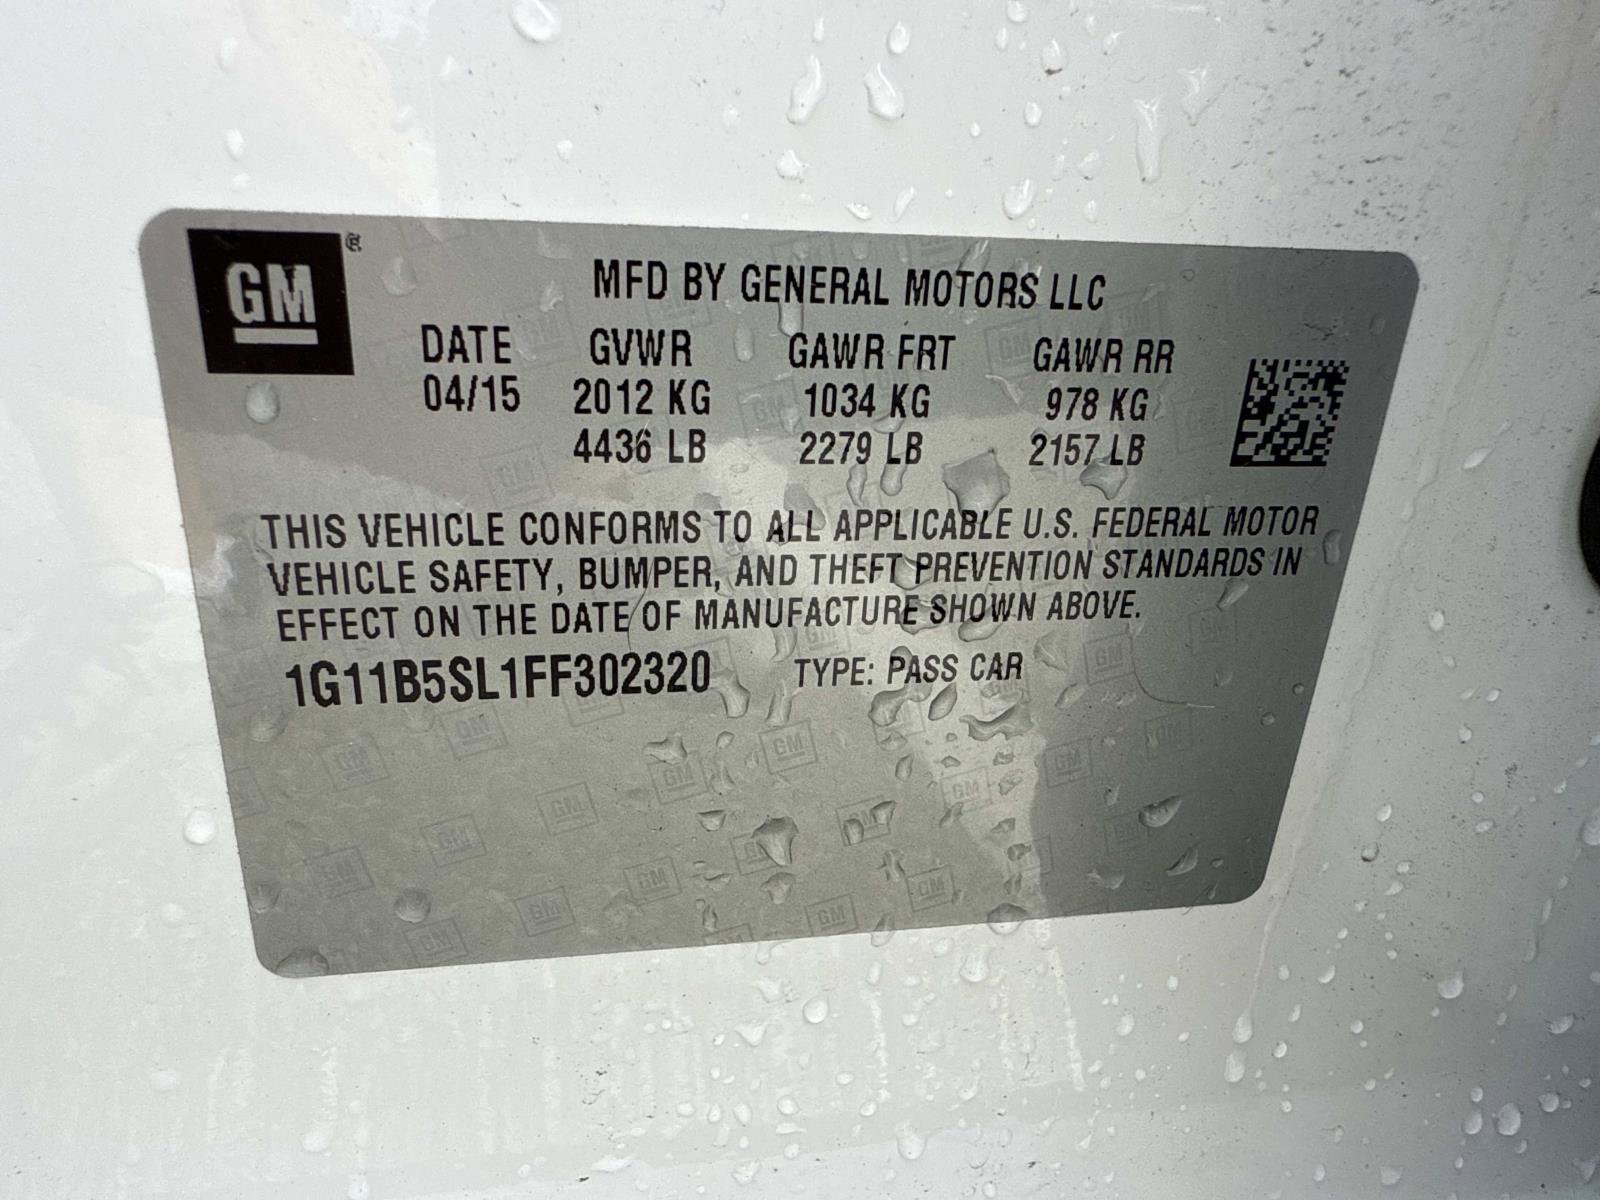 GM®
MFD BY GENERAL MOTORS LLC
DATE GVWR GAWR FRT GAWR RR
04/15 2012 KG 1034 KG 978 KG
4436 LB 2279 LB 2157 LB
THIS VEHICLE CONFORMS TO ALL APPLICABLE U.S. FEDERAL MOTOR
VEHICLE SAFETY, BUMPER, AND THEFT PREVENTION STANDARDS IN
EFFECT ON THE DATE OF MANUFACTURE SHOWN ABOVE.
1G11B5SL1FF302320 TYPE: PASS CAR